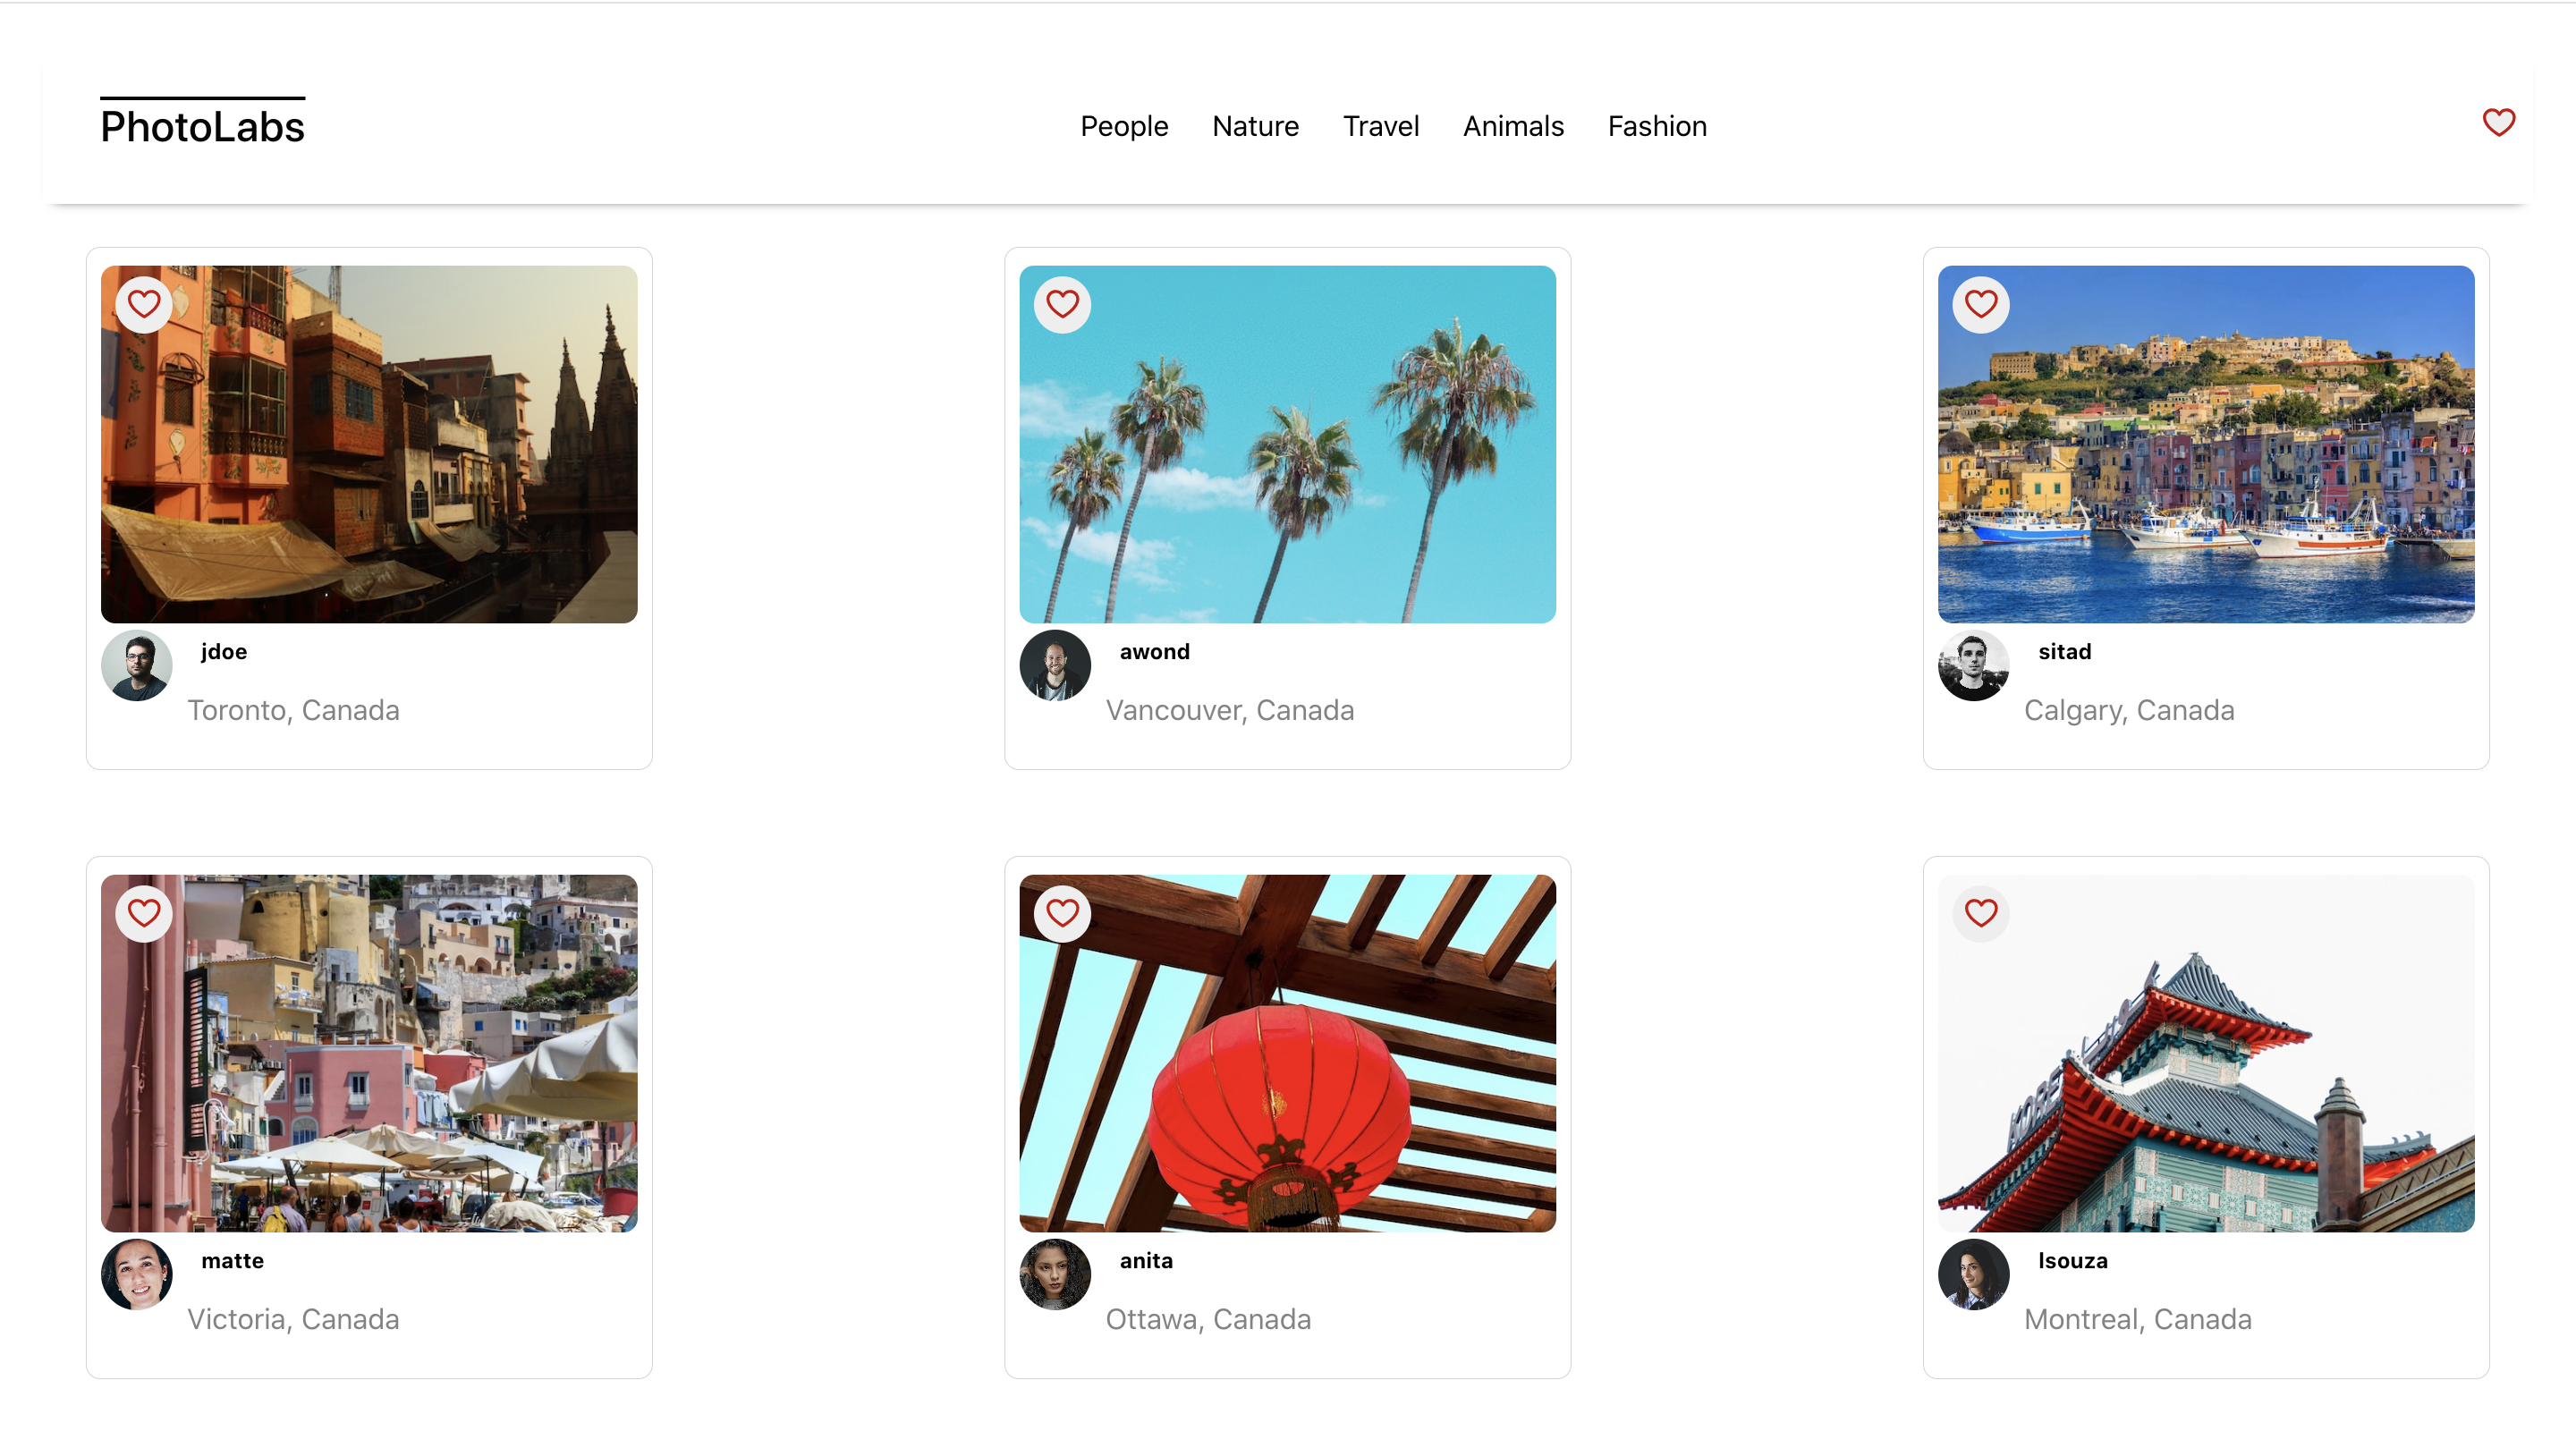 PhotoLabs
People Nature Travel Animals Fashion
jdoe
Toronto, Canada
awond
Vancouver, Canada
sitad
Calgary, Canada
matte
Victoria, Canada
anita
Ottawa, Canada
lsouza
Montreal, Canada